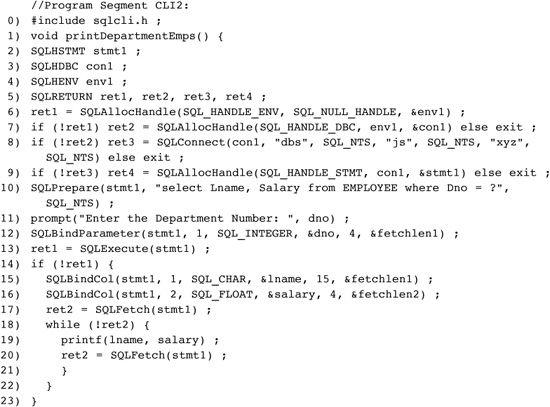 //Program Segment CLI2:
0) #include sqlcli.h ;
1) void printDepartmentEmps() {
2) SQLHSTMT stmt1 ;
3) SQLHDBC con1 ;
4) SQLHENV env1 ;
5) SQLRETURN ret1, ret2, ret3, ret4 ;
6) ret1 = SQLAllocHandle(SQL_HANDLE_ENV, SQL_NULL_HANDLE, &env1) ;
7) if (!ret1) ret2 = SQLAllocHandle(SQL_HANDLE_DBC, env1, &con1) else exit ;
8) if (!ret2) ret3 = SQLConnect(con1, "dbs", SQL_NTS, "js", SQL_NTS, "xyz",
SQL_NTS) else exit ;
9) if (!ret3) ret4 = SQLAllocHandle(SQL_HANDLE_STMT, con1, &stmt1) else exit ;
10) SQLPrepare(stmt1, "select Lname, Salary from EMPLOYEE where Dno = ?",
SQL_NTS) ;
11) prompt("Enter the Department Number: ", dno) ;
12) SQLBindParameter(stmt1, 1, SQL_INTEGER, &dno, 4, &fetchlen1) ;
13) ret1 = SQLExecute(stmt1) ;
14) if (!ret1) {
15) SQLBindCol(stmt1, 1, SQL_CHAR, &lname, 15, &fetchlen1) ;
16) SQLBindCol(stmt1, 2, SQL_FLOAT, &salary, 4, &fetchlen2) ;
17) ret2 = SQLFetch(stmt1) ;
18) while (!ret2) {
19) printf(lname, salary) ;
20) ret2 = SQLFetch(stmt1) ;
21) }
22) }
23) }